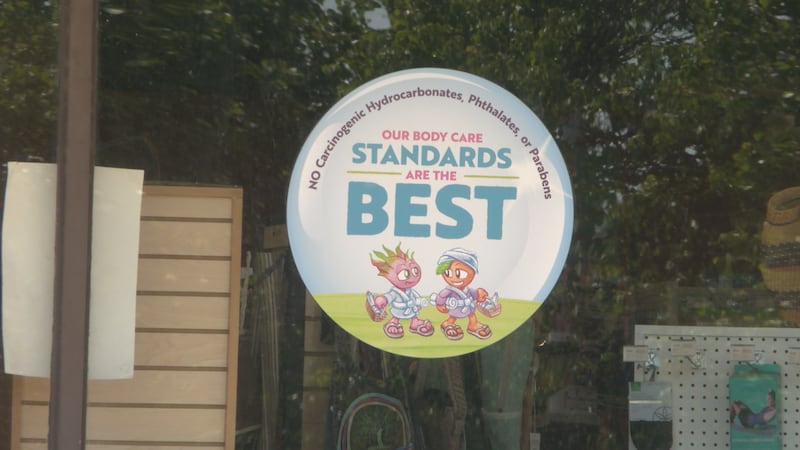 NO Carcinogenic Hydrocarbonates, Phthalates, or Parabens
OUR BODY CARE
STANDARDS
ARE THE
BEST